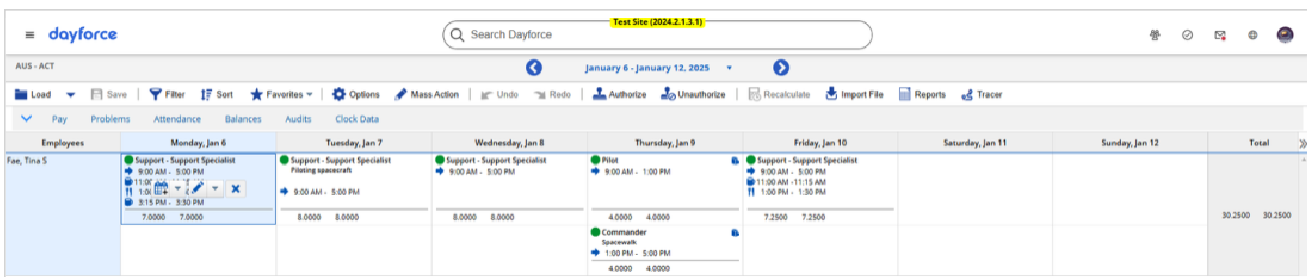 Test Site (2024.2.1.3.1)
dayforce
Search Dayforce
AUS - ACT
January 6 - January 12, 2025
Load Save Filter Sort Favorites Options Mass Action Undo Redo Authorize Unauthorize Recalculate Import File Reports Tracer
Pay Problems Attendance Balances Audits Clock Data
Employees Monday, Jan 6 Tuesday, Jan 7 Wednesday, Jan 8 Thursday, Jan 9 Friday, Jan 10 Saturday, Jan 11 Sunday, Jan 12 Total
Fae, Tina S
Support - Support Specialist
9:00 AM - 5:00 PM
3:15 PM - 3:30 PM
7.0000 7.0000
Support - Support Specialist
Piloting spacecraft
9:00 AM - 5:00 PM
8.0000 8.0000
Support - Support Specialist
9:00 AM - 5:00 PM
8.0000 8.0000
Pilot
9:00 AM - 1:00 PM
4.0000 4.0000
Commander
Spacewalk
1:00 PM - 5:00 PM
4.0000 4.0000
Support - Support Specialist
9:00 AM - 5:00 PM
11:00 AM - 11:15 AM
1:00 PM - 1:30 PM
7.2500 7.2500
30.2500 30.2500